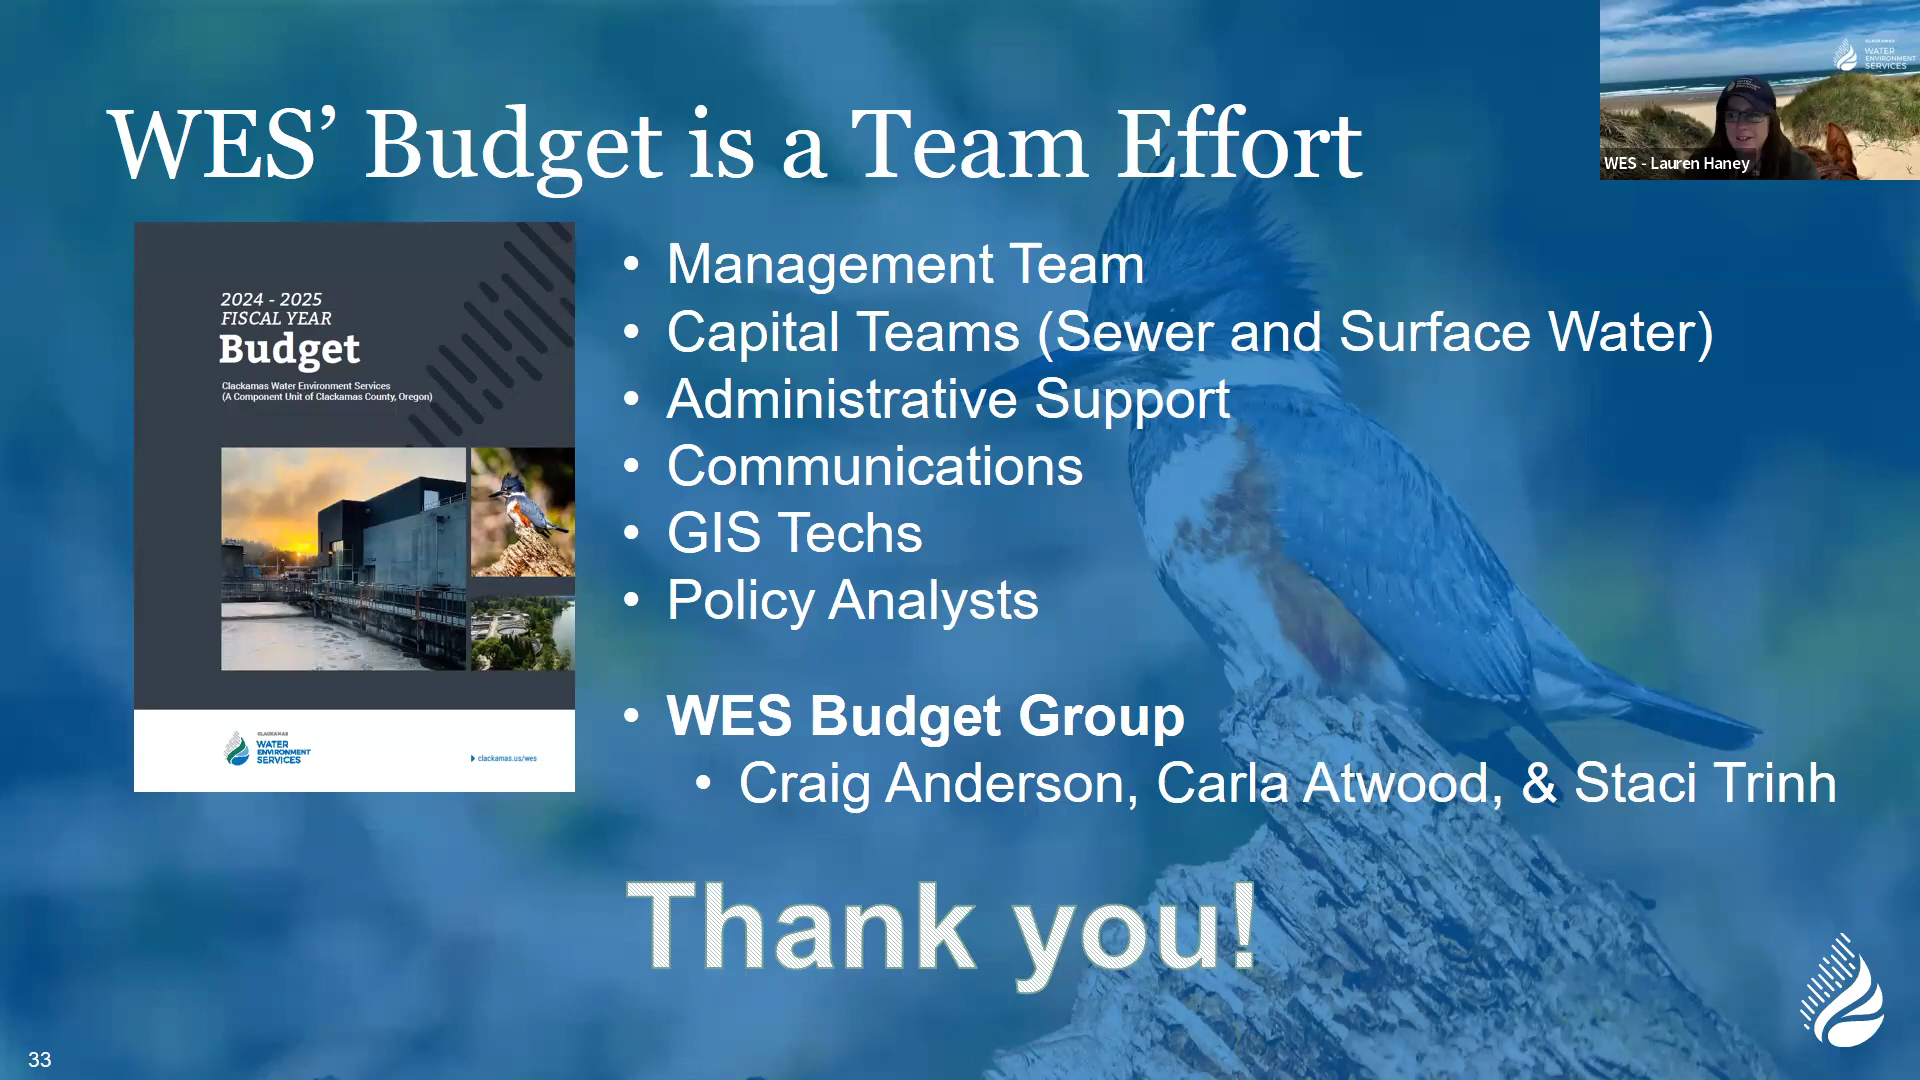 WES’ Budget is a Team Effort
CLACKAMAS
WATER
ENVIRONMENT
SERVICES
WES - Lauren Haney
2024 - 2025
FISCAL YEAR
Budget
Clackamas Water Environment Services
(A Component Unit of Clackamas County, Oregon)
CLACKAMAS
WATER
ENVIRONMENT
SERVICES
clackamas.us/wes
• Management Team
• Capital Teams (Sewer and Surface Water)
• Administrative Support
• Communications
• GIS Techs
• Policy Analysts
• WES Budget Group
• Craig Anderson, Carla Atwood, & Staci Trinh
Thank you!
33